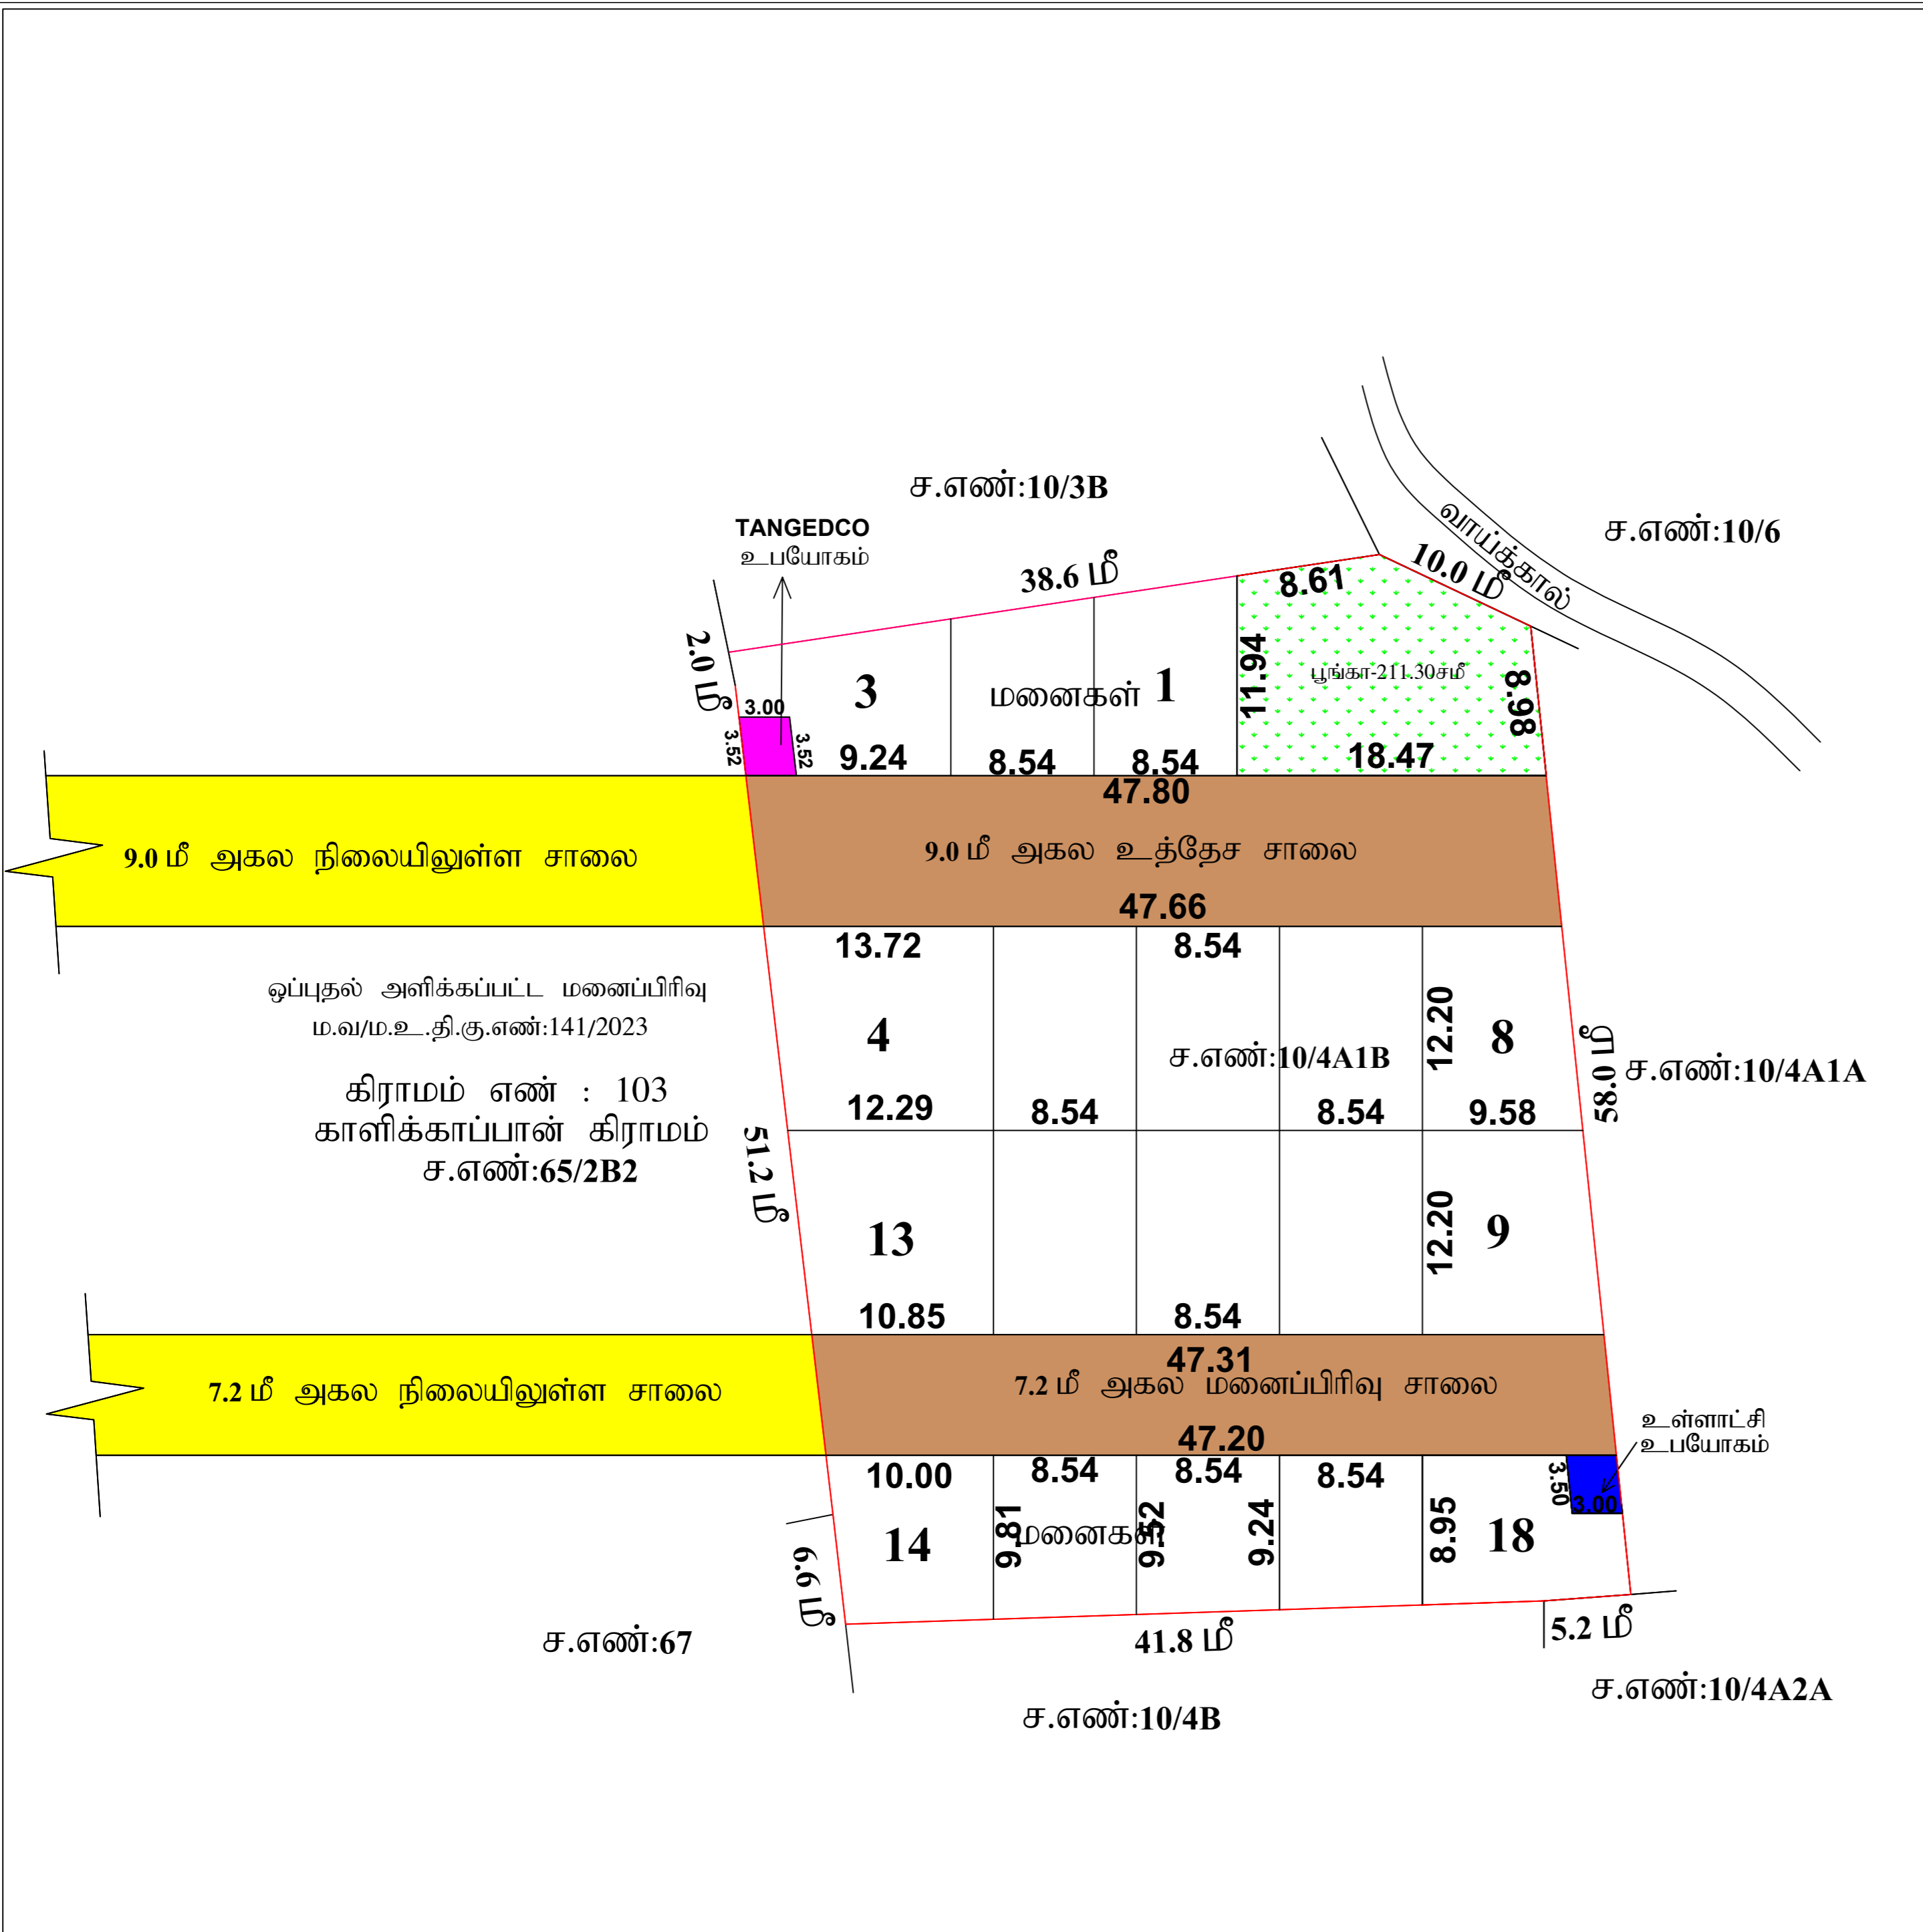 ச.எண்:10/3B
TANGEDCO
உபயோகம்
38.6 மீ
வாய்க்கால்
ச.எண்:10/6
10.0 மீ
8.61
2.0 மீ
3
மனைகள்
1
11.94
பூங்கா-211.30சமீ
8.98
3.00
3.52
3.52
9.24
8.54
8.54
18.47
47.80
9.0 மீ அகல நிலையிலுள்ள சாலை
9.0 மீ அகல உத்தேச சாலை
47.66
13.72
8.54
ஒப்புதல் அளிக்கப்பட்ட மனைப்பிரிவு
ம.வ/ம.உ.தி.கு.எண்:141/2023
4
ச.எண்:10/4A1B
12.20
8
58.0 மீ
ச.எண்:10/4A1A
கிராமம் எண் : 103
காளிக்காப்பான் கிராமம்
ச.எண்:65/2B2
12.29
8.54
8.54
9.58
51.2 மீ
13
12.20
9
10.85
8.54
47.31
7.2 மீ அகல நிலையிலுள்ள சாலை
7.2 மீ அகல மனைப்பிரிவு சாலை
47.20
உள்ளாட்சி
உபயோகம்
10.00
8.54
8.54
8.54
3.50
3.00
14
9.81
மனைகள்
9.52
9.24
8.95
18
6.6 மீ
ச.எண்:67
41.8 மீ
5.2 மீ
ச.எண்:10/4A2A
ச.எண்:10/4B